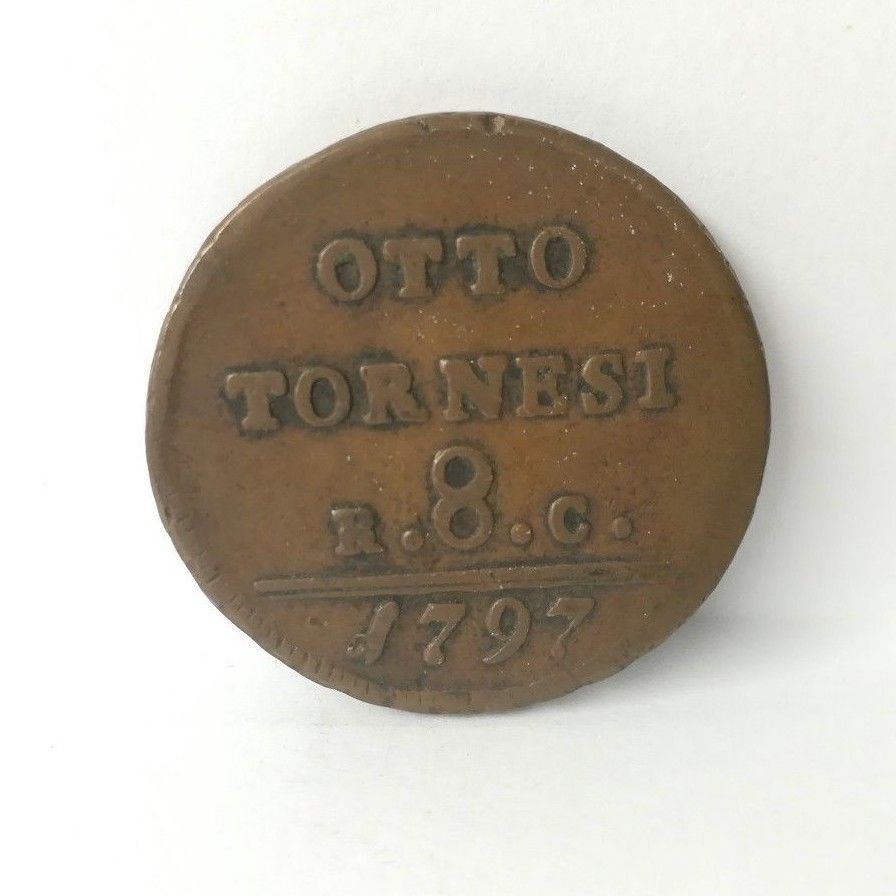 OTTO
TORNESI
R.8.C.
1797